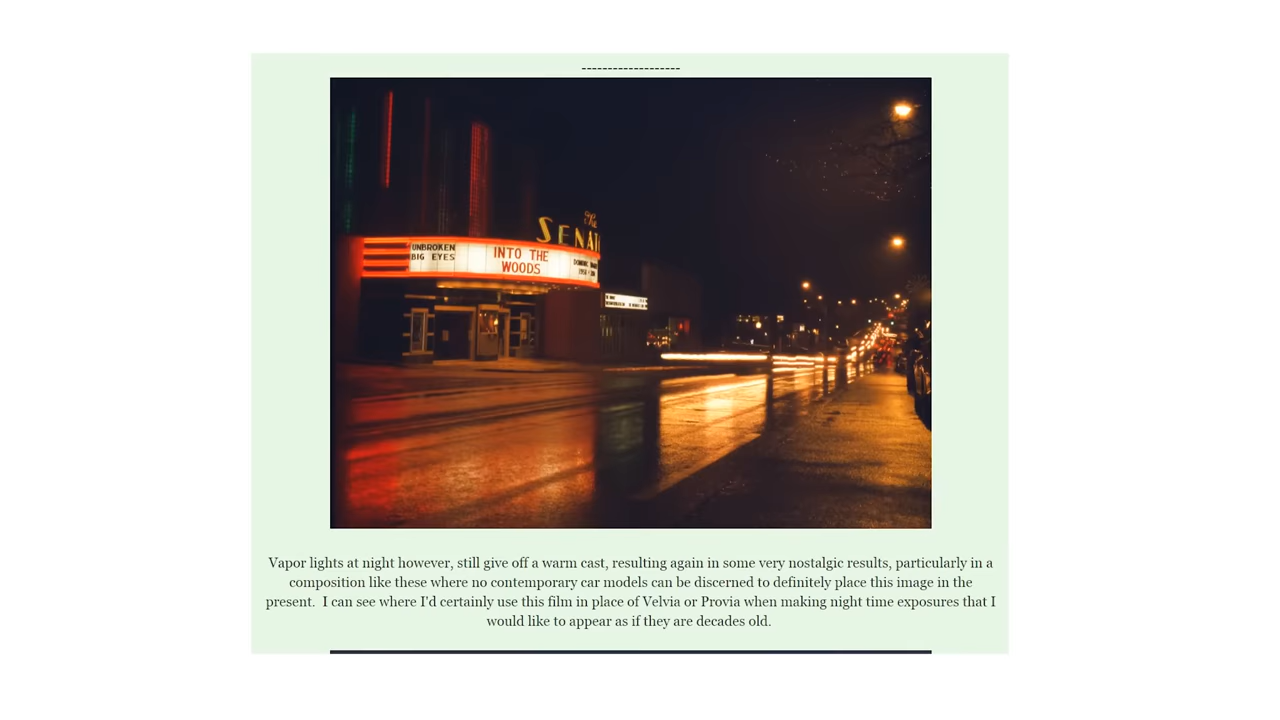 -------------------
The
SENAT
UNBROKEN
BIG EYES
INTO THE
WOODS
Vapor lights at night however, still give off a warm cast, resulting again in some very nostalgic results, particularly in a
composition like these where no contemporary car models can be discerned to definitely place this image in the
present.  I can see where I'd certainly use this film in place of Velvia or Provia when making night time exposures that I
would like to appear as if they are decades old.